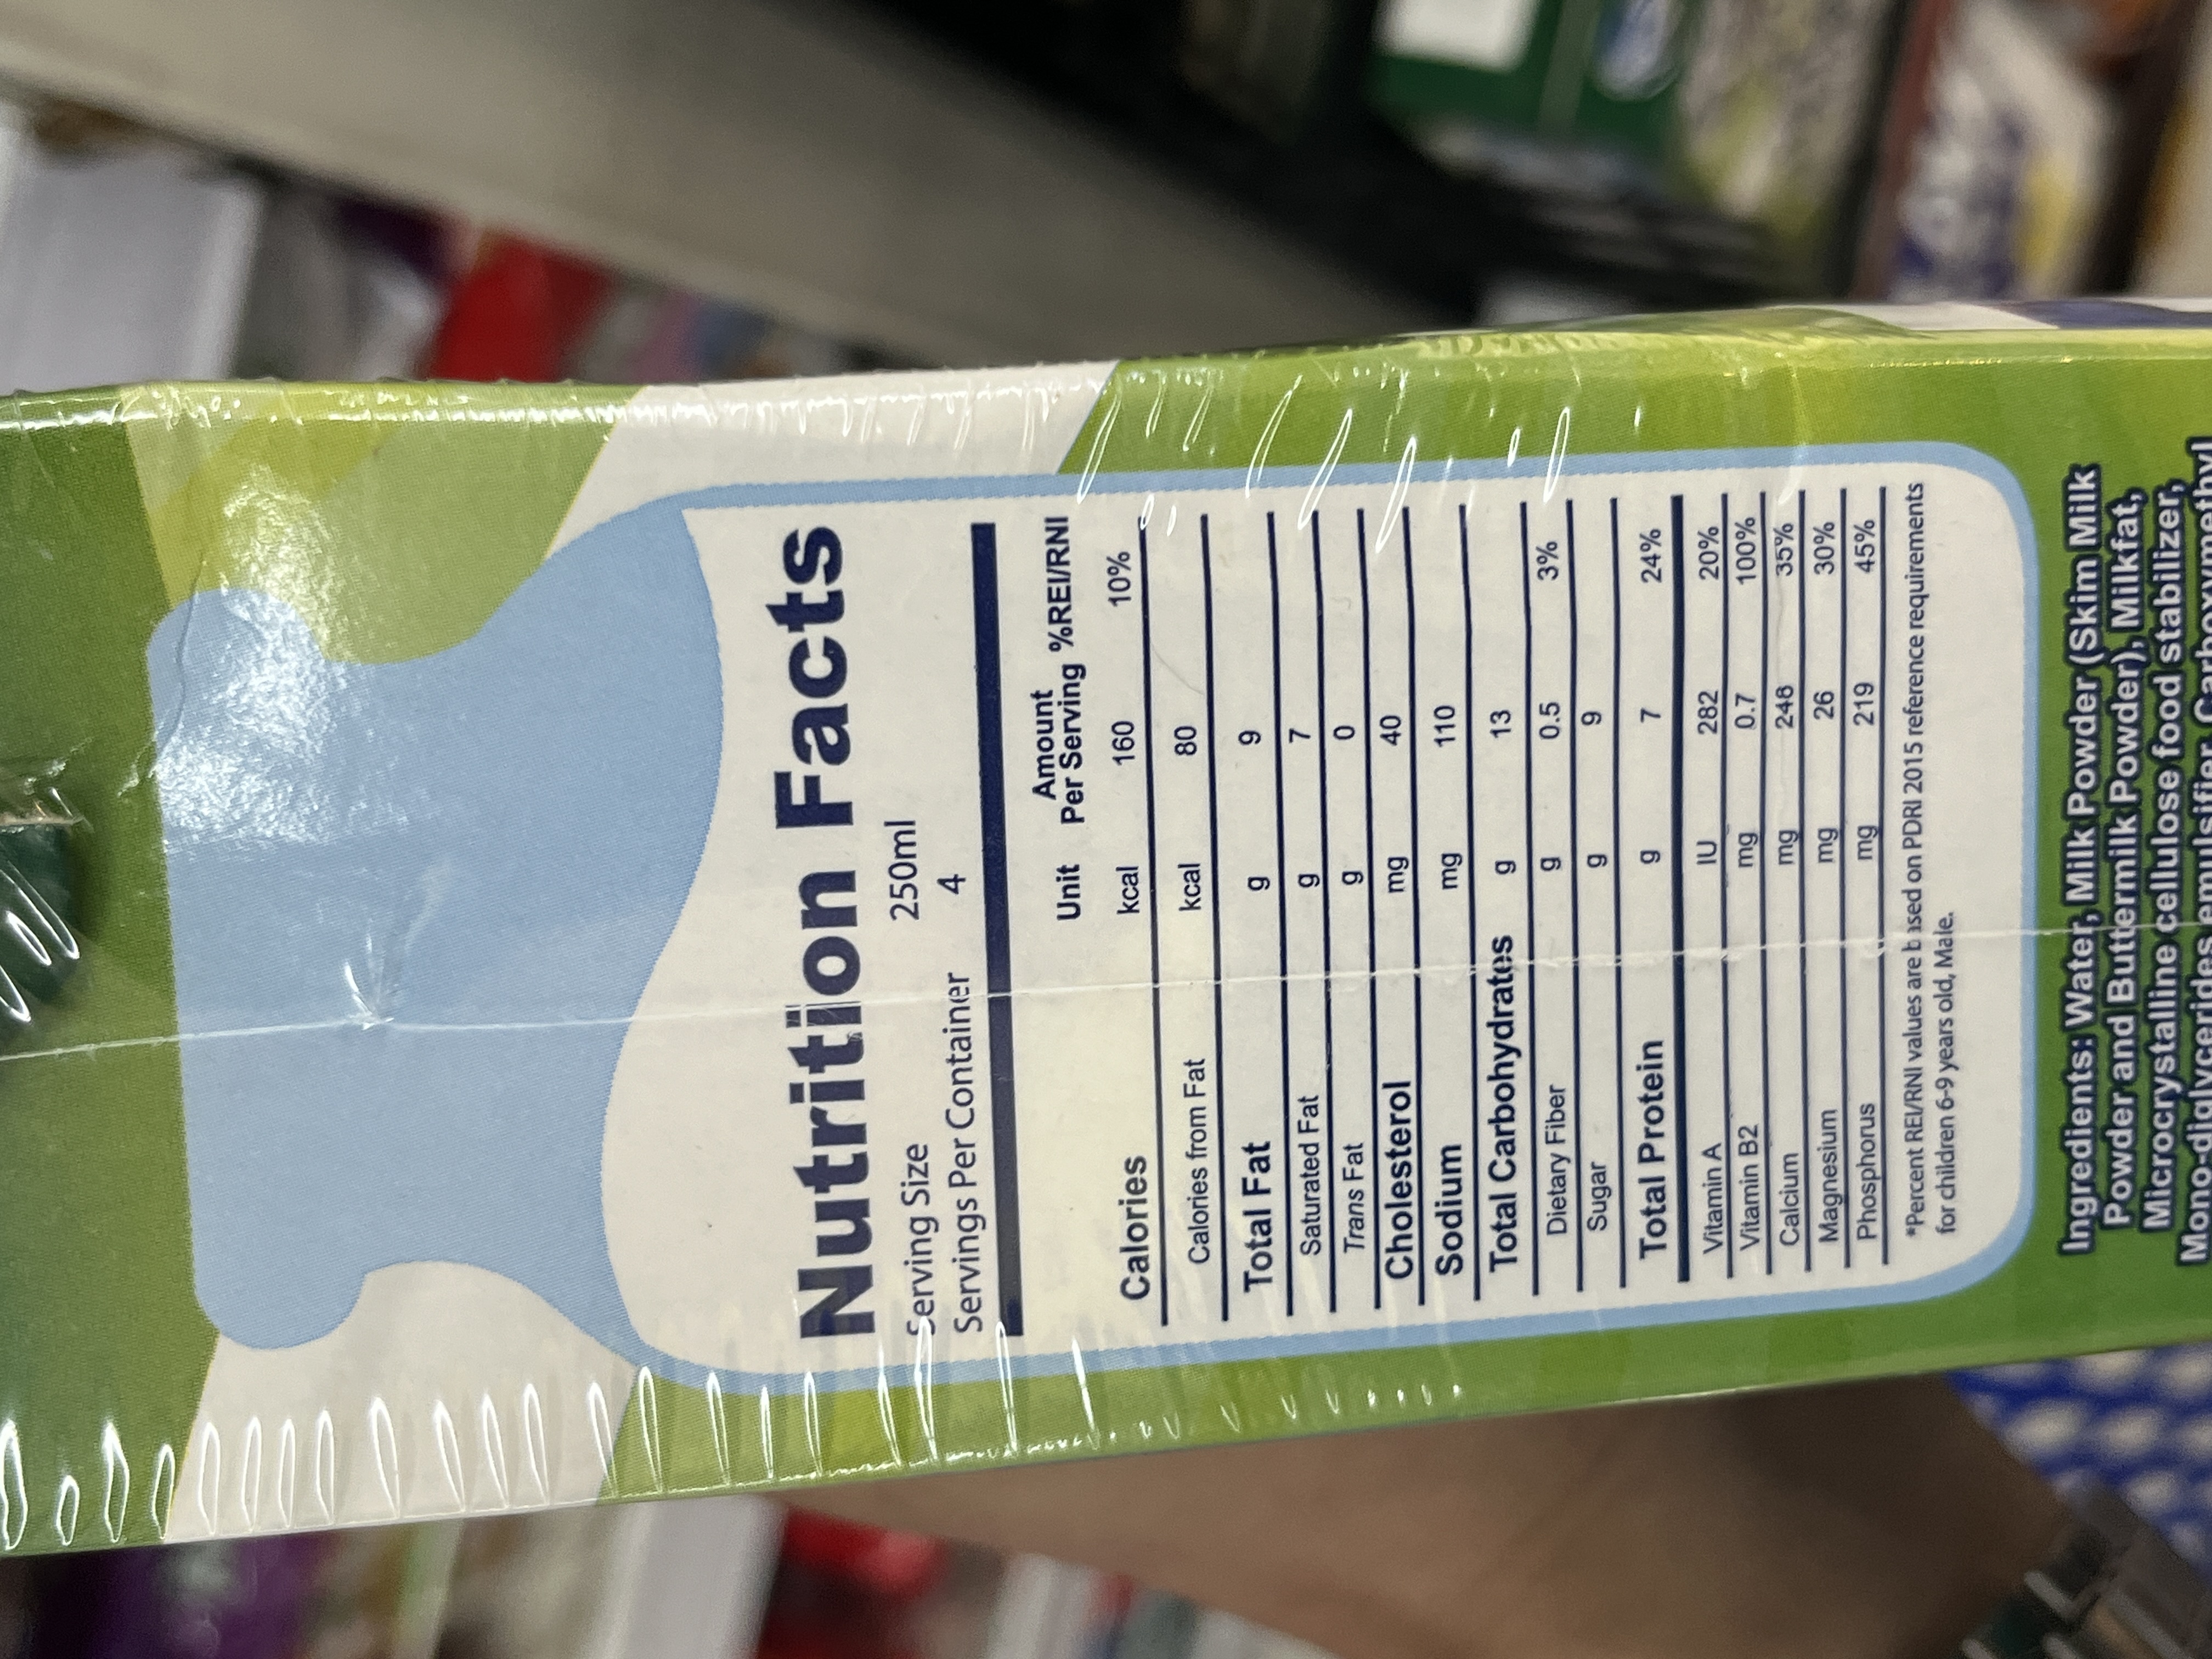 Nutrition Facts
Serving Size 250ml
Servings Per Container 4
Unit Amount Per Serving %REI/RNI
Calories kcal 160 10%
Calories from Fat kcal 80
Total Fat g 9
Saturated Fat g 7
Trans Fat g 0
Cholesterol mg 40
Sodium mg 110
Total Carbohydrates g 13
Dietary Fiber g 0.5 3%
Sugar g 9
Total Protein g 7 24%
Vitamin A IU 282 20%
Vitamin B2 mg 0.7 100%
Calcium mg 248 35%
Magnesium mg 26 30%
Phosphorus mg 219 45%
*Percent REI/RNI values are based on PDRI 2015 reference requirements
for children 6-9 years old, Male.
Ingredients: Water, Milk Powder (Skim Milk
Powder and Buttermilk Powder), Milkfat,
Microcrystalline cellulose food stabilizer,
Mono-diglycerides emulsifier, Carboxymethyl